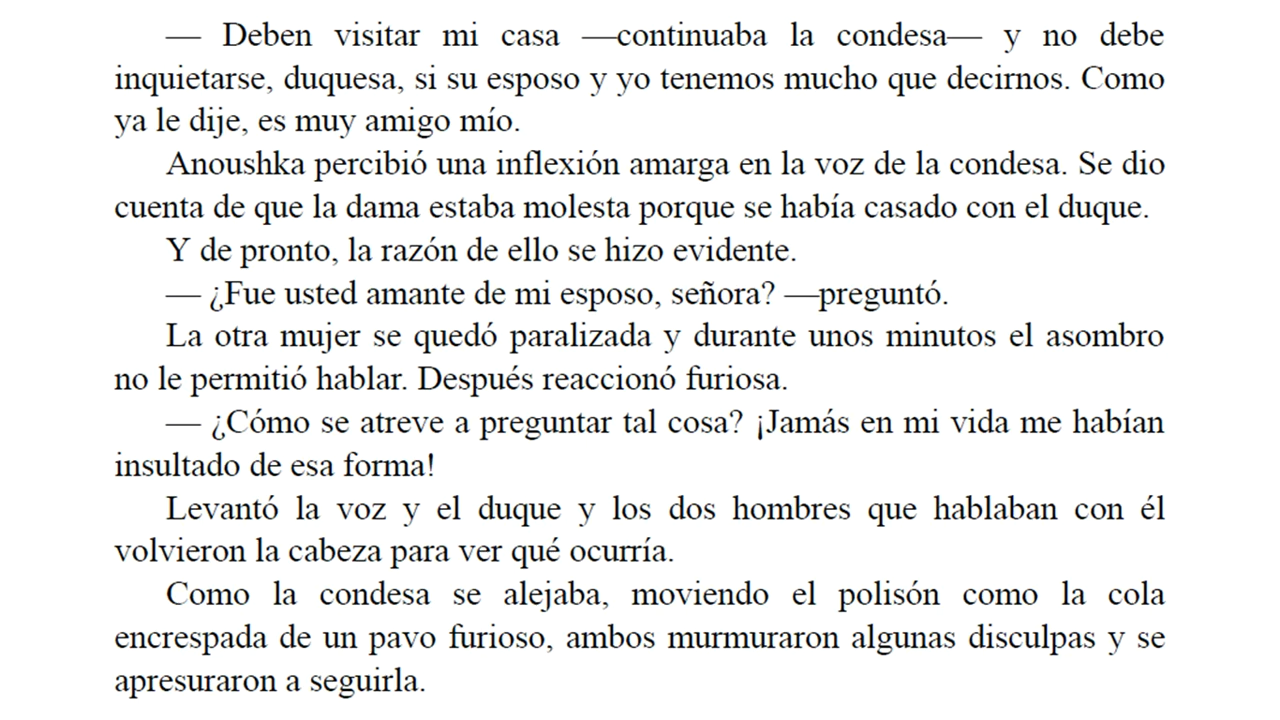 — Deben visitar mi casa —continuaba la condesa— y no debe
inquietarse, duquesa, si su esposo y yo tenemos mucho que decirnos. Como
ya le dije, es muy amigo mío.
Anoushka percibió una inflexión amarga en la voz de la condesa. Se dio
cuenta de que la dama estaba molesta porque se había casado con el duque.
Y de pronto, la razón de ello se hizo evidente.
— ¿Fue usted amante de mi esposo, señora? —preguntó.
La otra mujer se quedó paralizada y durante unos minutos el asombro
no le permitió hablar. Después reaccionó furiosa.
— ¿Cómo se atreve a preguntar tal cosa? ¡Jamás en mi vida me habían
insultado de esa forma!
Levantó la voz y el duque y los dos hombres que hablaban con él
volvieron la cabeza para ver qué ocurría.
Como la condesa se alejaba, moviendo el polisón como la cola
encrespada de un pavo furioso, ambos murmuraron algunas disculpas y se
apresuraron a seguirla.